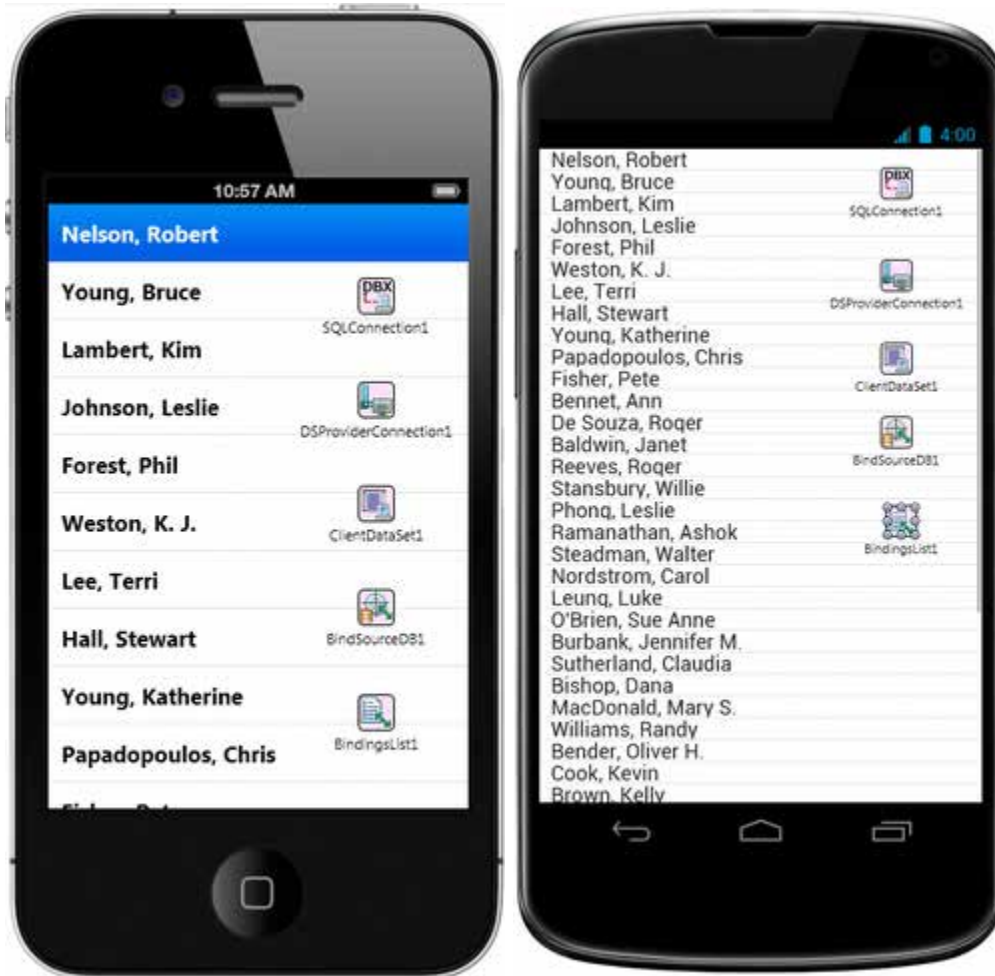 10:57 AM
Nelson, Robert
Young, Bruce
DBX
SQLConnection1
Lambert, Kim
Johnson, Leslie
DSProviderConnection1
Forest, Phil
Weston, K. J.
ClientDataSet1
Lee, Terri
Hall, Stewart
BindSourceDB1
Young, Katherine
Papadopoulos, Chris
BindingsList1
4:00
Nelson, Robert
DBX
Young, Bruce
Lambert, Kim
SQLConnection1
Johnson, Leslie
Forest, Phil
Weston, K. J.
Lee, Terri
DSProviderConnection1
Hall, Stewart
Young, Katherine
Papadopoulos, Chris
Fisher, Pete
ClientDataSet1
Bennet, Ann
De Souza, Roger
Baldwin, Janet
BindSourceDB1
Reeves, Roger
Stansbury, Willie
Phong, Leslie
Ramanathan, Ashok
Steadman, Walter
BindingsList1
Nordstrom, Carol
Leung, Luke
O'Brien, Sue Anne
Burbank, Jennifer M.
Sutherland, Claudia
Bishop, Dana
MacDonald, Mary S.
Williams, Randy
Bender, Oliver H.
Cook, Kevin
Brown, Kelly